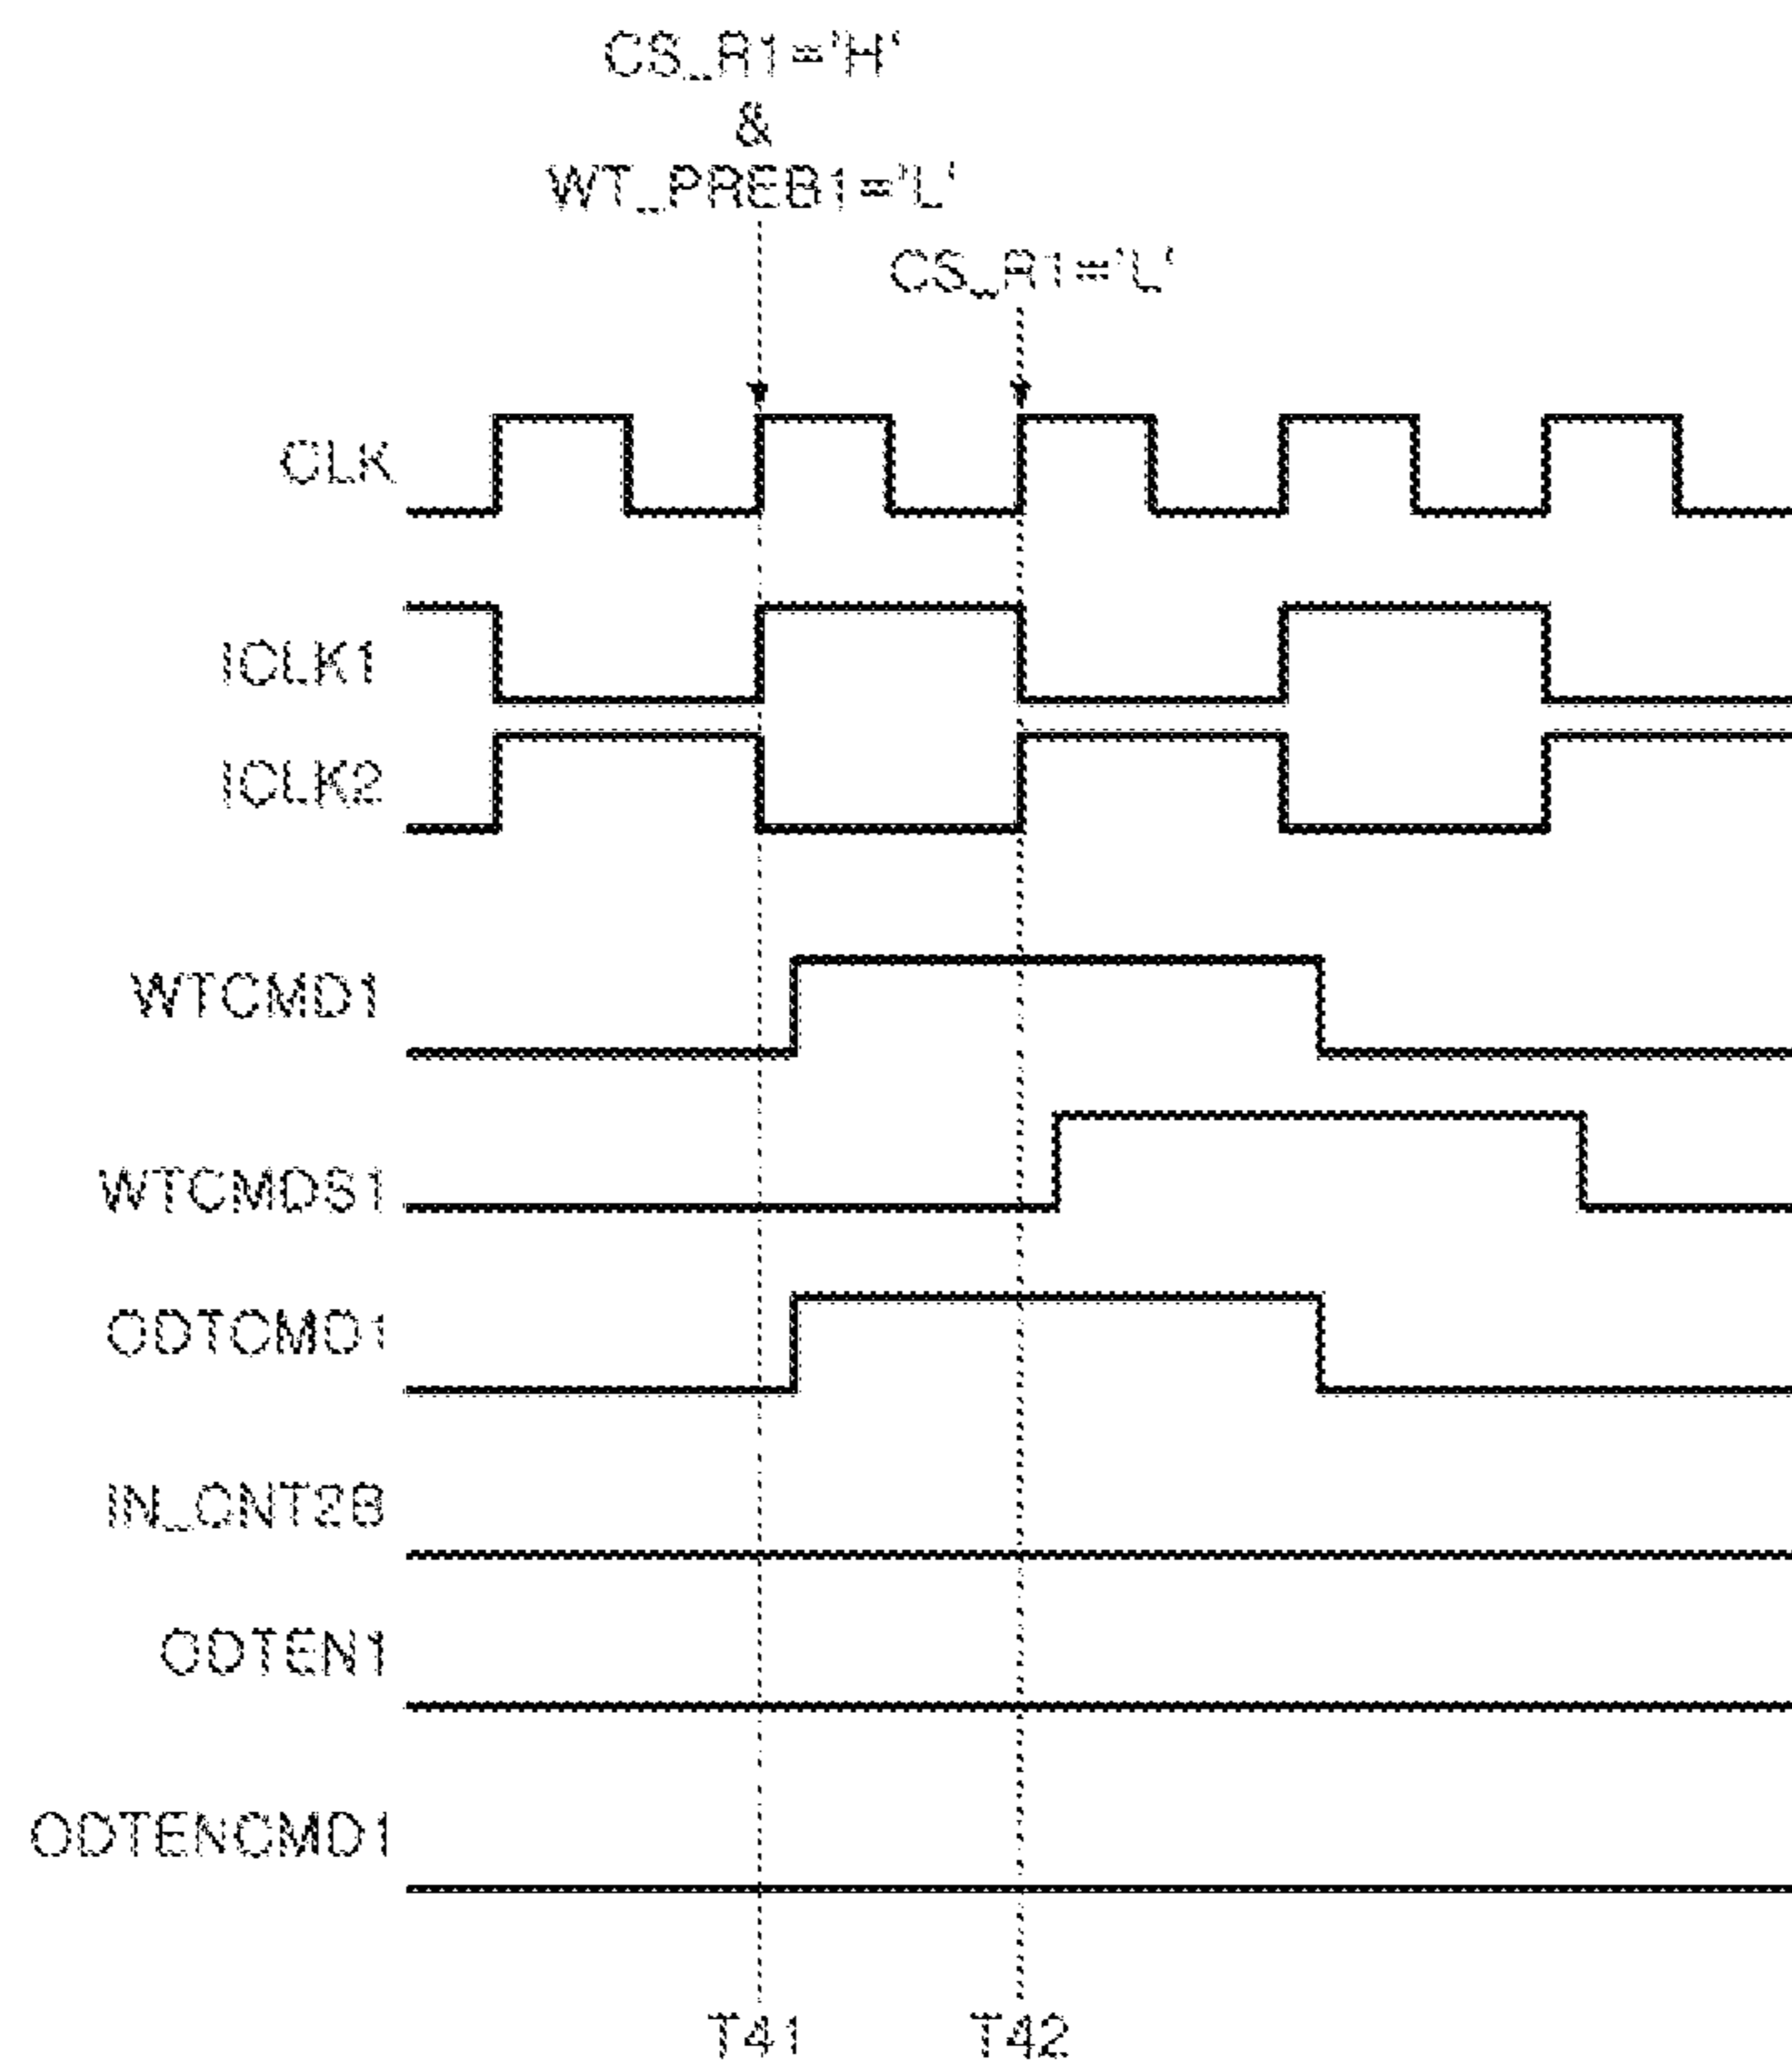 CS_R1='H'
&
WT_PREB1='L'
CS_R1='L'
CLK
ICLK1
ICLK2
WTCMD1
WTCMDS1
ODTCMD1
IN_CNT2B
ODTEN1
ODTENCMD1
T41 T42